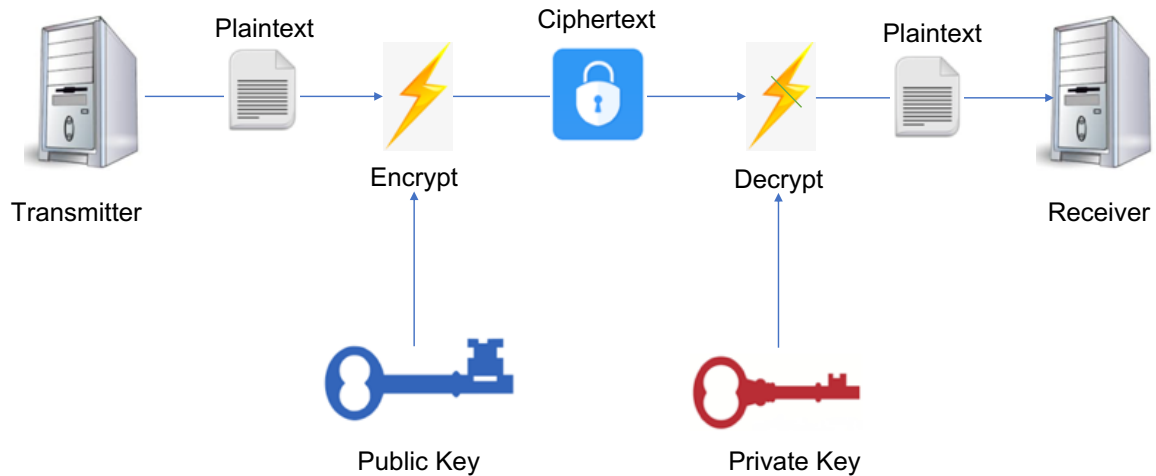 Plaintext
Ciphertext
Plaintext
Encrypt
Decrypt
Transmitter
Receiver
Public Key
Private Key